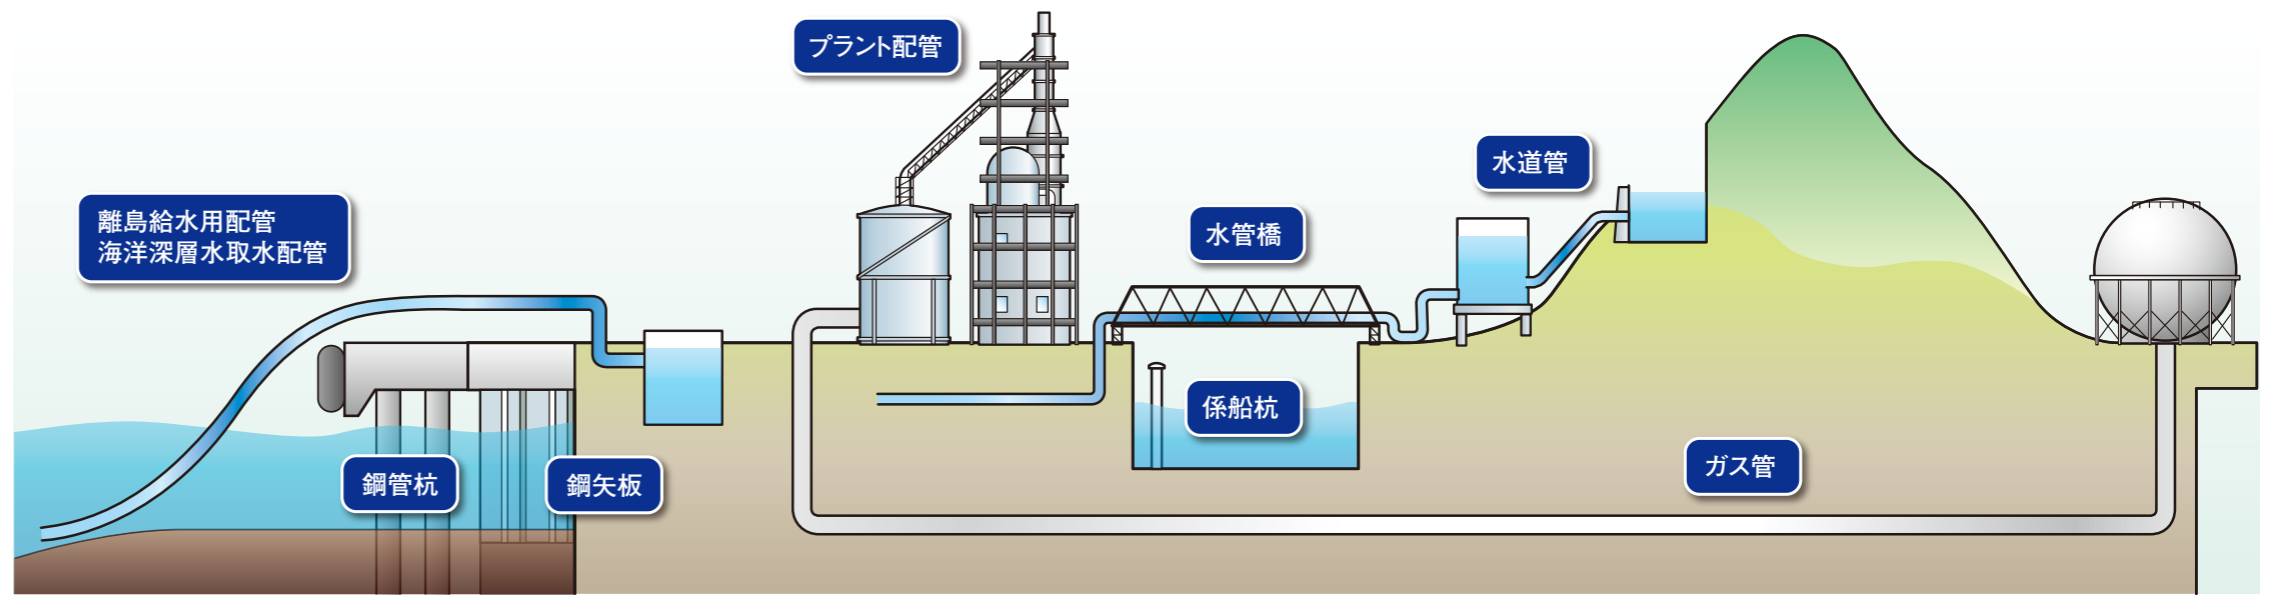 プラント配管
水道管
離島給水用配管
海洋深層水取水配管
水管橋
係船杭
ガス管
鋼管杭
鋼矢板